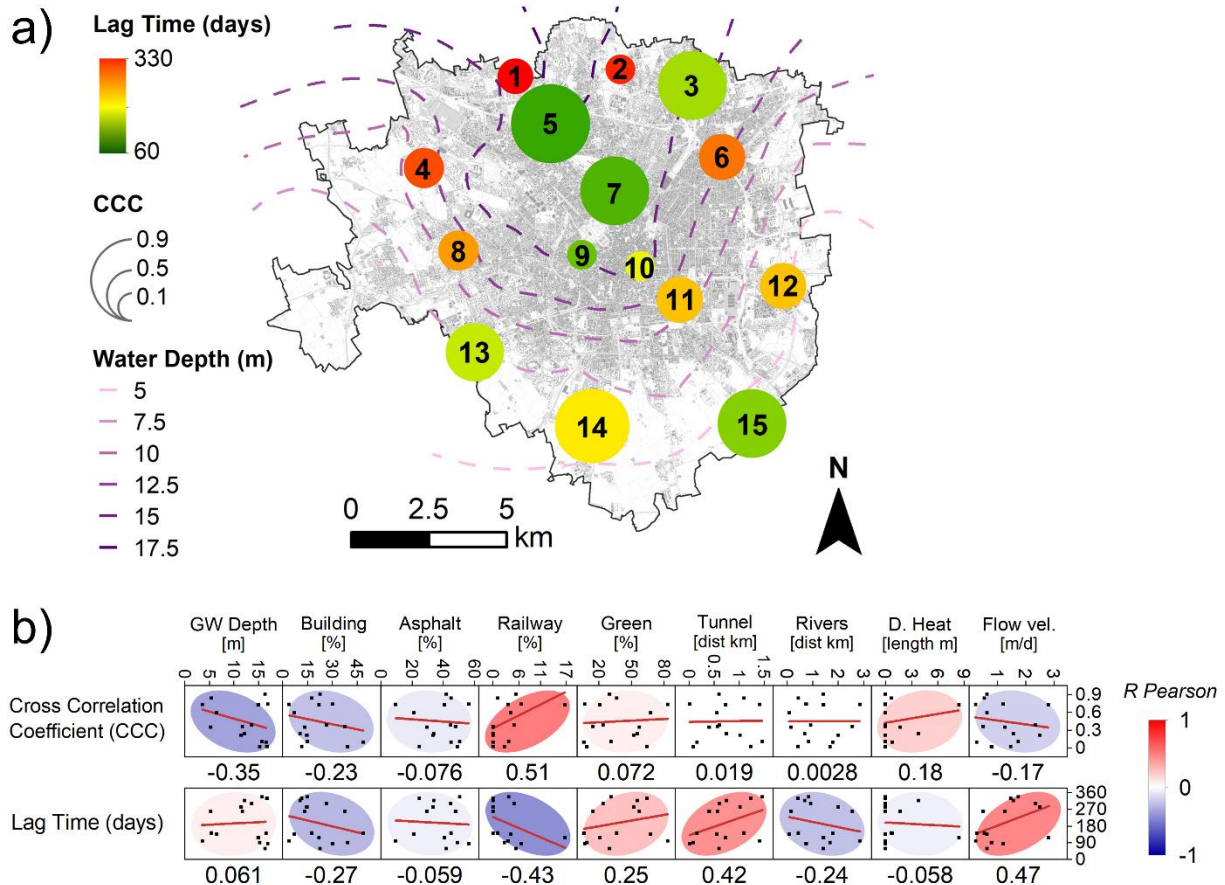 a)
Lag Time (days)
330
60
CCC
0.9
0.5
0.1
Water Depth (m)
5
7.5
10
12.5
15
17.5
1
2
3
4
5
6
7
8
9
10
11
12
13
14
15
0 2.5 5
km
N
b)
GW Depth Building Asphalt Railway Green Tunnel Rivers D. Heat Flow vel.
[m] [%] [%] [%] [%] [dist km] [dist km] [length m] [m/d]
0 5 10 15 0 15 30 45 20 40 60 0 6 11 17 20 50 80 0 0.5 1 1.5 0 1 2 3 0 3 6 9 1 2 3
Cross Correlation
Coefficient (CCC)
0.9
0.6
0.3
0
-0.35 -0.23 -0.076 0.51 0.072 0.019 0.0028 0.18 -0.17
Lag Time (days)
360
270
180
90
0
0.061 -0.27 -0.059 -0.43 0.25 0.42 -0.24 -0.058 0.47
R Pearson
1
0
-1